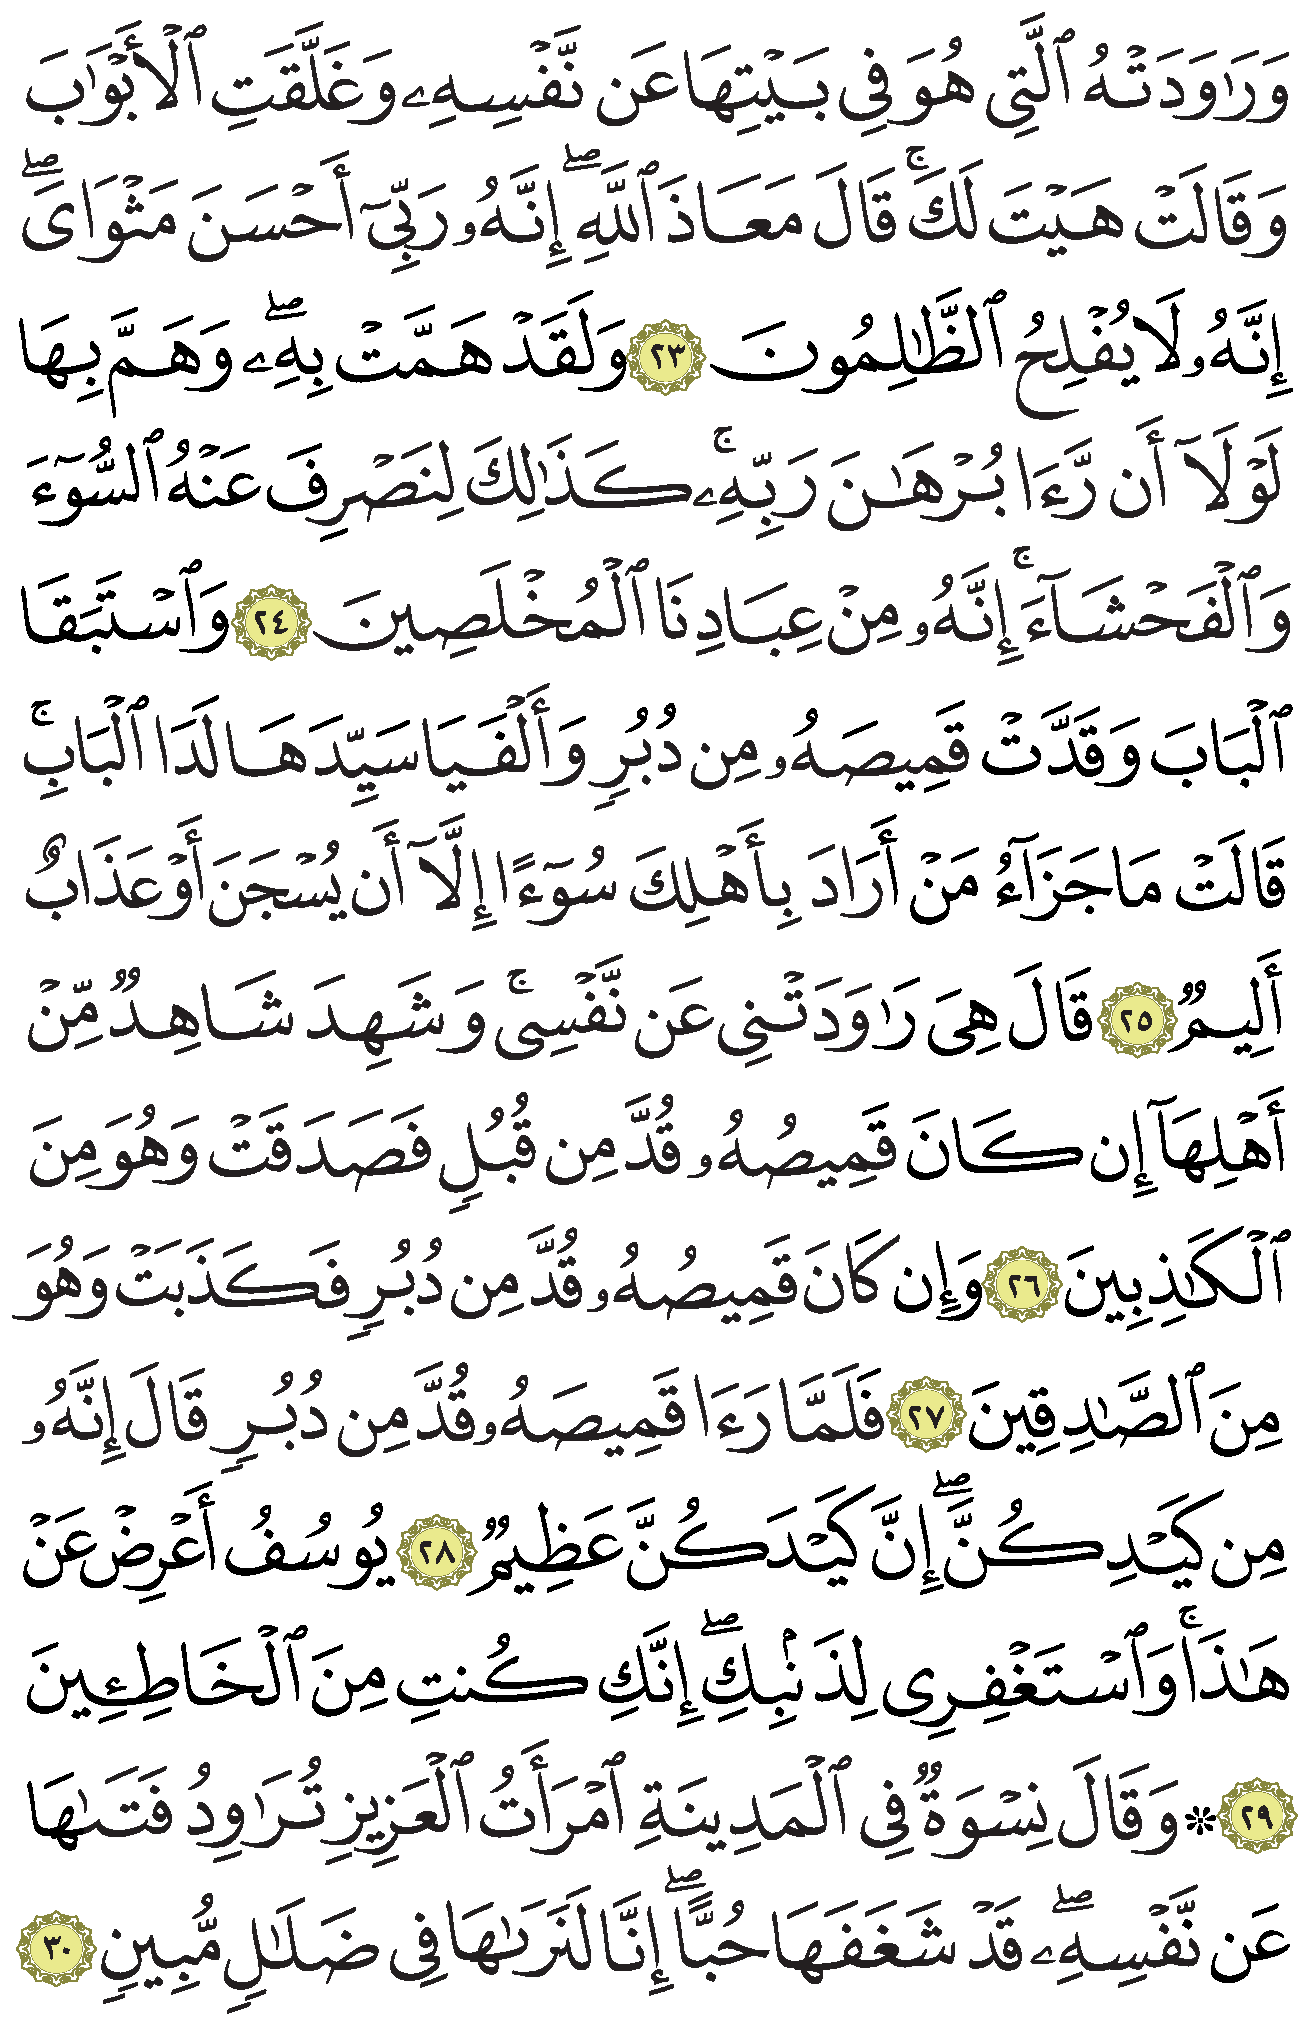 وَرَٰوَدَتْهُ ٱلَّتِى هُوَ فِى بَيْتِهَا عَن نَّفْسِهِۦ وَغَلَّقَتِ ٱلْأَبْوَٰبَ
وَقَالَتْ هَيْتَ لَكَ ۚ قَالَ مَعَاذَ ٱللَّهِ ۖ إِنَّهُۥ رَبِّىٓ أَحْسَنَ مَثْوَاىَ ۖ
إِنَّهُۥ لَا يُفْلِحُ ٱلظَّٰلِمُونَ ٢٣ وَلَقَدْ هَمَّتْ بِهِۦ ۖ وَهَمَّ بِهَا
لَوْلَآ أَن رَّءَا بُرْهَٰنَ رَبِّهِۦ ۚ كَذَٰلِكَ لِنَصْرِفَ عَنْهُ ٱلسُّوٓءَ
وَٱلْفَحْشَآءَ ۚ إِنَّهُۥ مِنْ عِبَادِنَا ٱلْمُخْلَصِينَ ٢٤ وَٱسْتَبَقَا
ٱلْبَابَ وَقَدَّتْ قَمِيصَهُۥ مِن دُبُرٍ وَأَلْفَيَا سَيِّدَهَا لَدَا ٱلْبَابِ ۚ
قَالَتْ مَا جَزَآءُ مَنْ أَرَادَ بِأَهْلِكَ سُوٓءًا إِلَّآ أَن يُسْجَنَ أَوْ عَذَابٌ
أَلِيمٌ ٢٥ قَالَ هِىَ رَٰوَدَتْنِى عَن نَّفْسِى ۚ وَشَهِدَ شَاهِدٌ مِّنْ
أَهْلِهَآ إِن كَانَ قَمِيصُهُۥ قُدَّ مِن قُبُلٍ فَصَدَقَتْ وَهُوَ مِنَ
ٱلْكَٰذِبِينَ ٢٦ وَإِن كَانَ قَمِيصُهُۥ قُدَّ مِن دُبُرٍ فَكَذَبَتْ وَهُوَ
مِنَ ٱلصَّٰدِقِينَ ٢٧ فَلَمَّا رَءَا قَمِيصَهُۥ قُدَّ مِن دُبُرٍ قَالَ إِنَّهُۥ
مِن كَيْدِكُنَّ ۖ إِنَّ كَيْدَكُنَّ عَظِيمٌ ٢٨ يُوسُفُ أَعْرِضْ عَنْ
هَٰذَا ۚ وَٱسْتَغْفِرِى لِذَنۢبِكِ ۖ إِنَّكِ كُنتِ مِنَ ٱلْخَاطِـِٔينَ
٢٩ ۞ وَقَالَ نِسْوَةٌ فِى ٱلْمَدِينَةِ ٱمْرَأَتُ ٱلْعَزِيزِ تُرَٰوِدُ فَتَىٰهَا
عَن نَّفْسِهِۦ ۖ قَدْ شَغَفَهَا حُبًّا ۖ إِنَّا لَنَرَىٰهَا فِى ضَلَٰلٍ مُّبِينٍ ٣٠